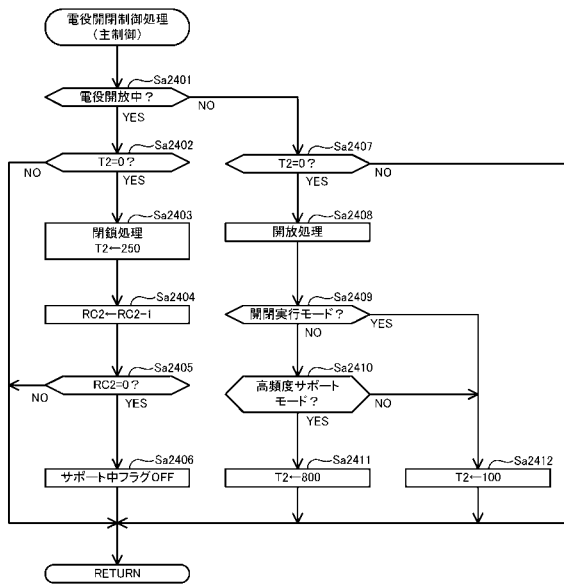 電役開閉制御処理
(主制御)
Sa2401
電役開放中？
NO
YES
Sa2402
T2=0？
NO
YES
Sa2407
T2=0？
NO
YES
Sa2403
閉鎖処理
T2←250
Sa2408
開放処理
Sa2404
RC2←RC2-1
Sa2409
開閉実行モード？
YES
NO
Sa2405
RC2=0？
NO
YES
Sa2410
高頻度サポート
モード？
NO
YES
Sa2406
サポート中フラグOFF
Sa2411
T2←800
Sa2412
T2←100
RETURN